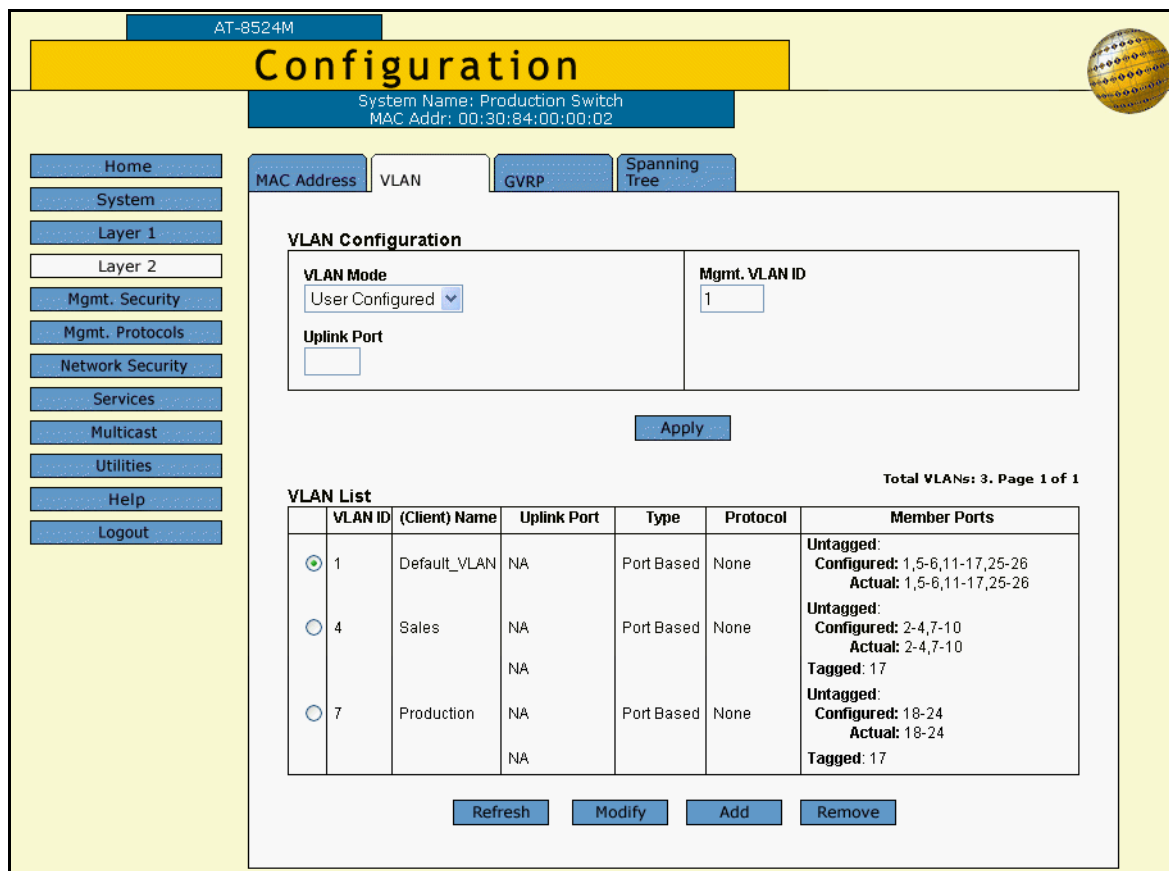 AT-8524M
Configuration
System Name: Production Switch
MAC Addr: 00:30:84:00:00:02
Home
System
Layer 1
Layer 2
Mgmt. Security
Mgmt. Protocols
Network Security
Services
Multicast
Utilities
Help
Logout
MAC Address VLAN GVRP Spanning Tree
VLAN Configuration
VLAN Mode
User Configured
Uplink Port
Mgmt. VLAN ID
1
Apply
Total VLANs: 3. Page 1 of 1
VLAN List
VLAN ID (Client) Name Uplink Port Type Protocol Member Ports
1 Default_VLAN NA Port Based None
Untagged:
Configured: 1,5-6,11-17,25-26
Actual: 1,5-6,11-17,25-26
4 Sales NA Port Based None
Untagged:
Configured: 2-4,7-10
Actual: 2-4,7-10
NA Tagged: 17
7 Production NA Port Based None
Untagged:
Configured: 18-24
Actual: 18-24
NA Tagged: 17
Refresh Modify Add Remove